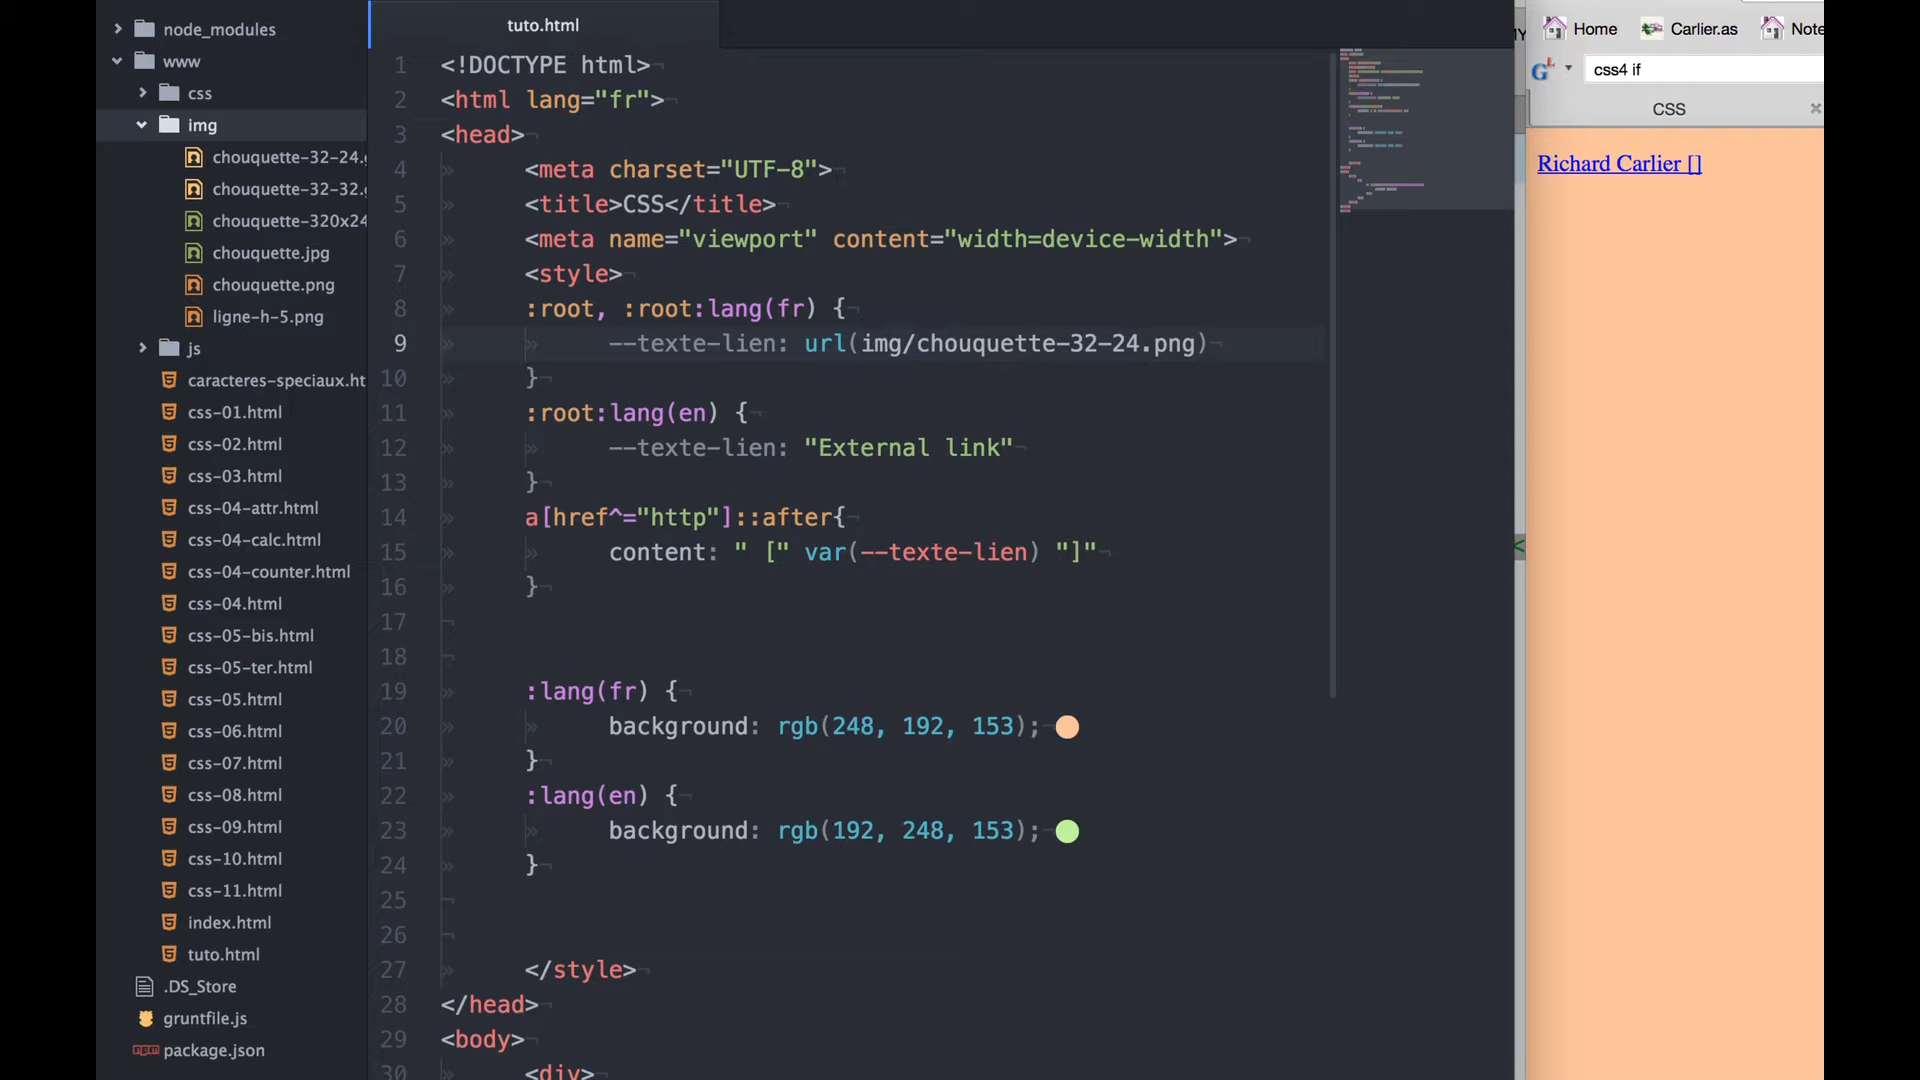 node_modules
www
css
img
chouquette-32-24.g
chouquette-32-32.g
chouquette-320x24
chouquette.jpg
chouquette.png
ligne-h-5.png
js
caracteres-speciaux.ht
css-01.html
css-02.html
css-03.html
css-04-attr.html
css-04-calc.html
css-04-counter.html
css-04.html
css-05-bis.html
css-05-ter.html
css-05.html
css-06.html
css-07.html
css-08.html
css-09.html
css-10.html
css-11.html
index.html
tuto.html
.DS_Store
gruntfile.js
package.json
tuto.html
1 <!DOCTYPE html>
2 <html lang="fr">
3 <head>
4 <meta charset="UTF-8">
5 <title>CSS</title>
6 <meta name="viewport" content="width=device-width">
7 <style>
8 :root, :root:lang(fr) {
9 --texte-lien: url(img/chouquette-32-24.png)
10 }
11 :root:lang(en) {
12 --texte-lien: "External link"
13 }
14 a[href^="http"]::after{
15 content: " [" var(--texte-lien) "]"
16 }
17
18
19 :lang(fr) {
20 background: rgb(248, 192, 153);
21 }
22 :lang(en) {
23 background: rgb(192, 248, 153);
24 }
25
26
27 </style>
28 </head>
29 <body>
30 <div>
MY
Home Carlier.as Note
css4 if
CSS
Richard Carlier []